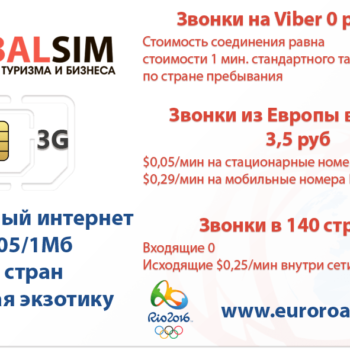 BALSIM
ТУРИЗМА И БИЗНЕСА
3G
ый интернет
05/1Мб
стран
ая экзотику
Звонки на Viber 0 р
Стоимость соединения равна
стоимости 1 мин. стандартного та
по стране пребывания
Звонки из Европы в
3,5 руб
$0,05/мин на стационарные номе
$0,29/мин на мобильные номера
Звонки в 140 стр
Входящие 0
Исходящие $0,25/мин внутри сети
Rio2016
www.euroroa